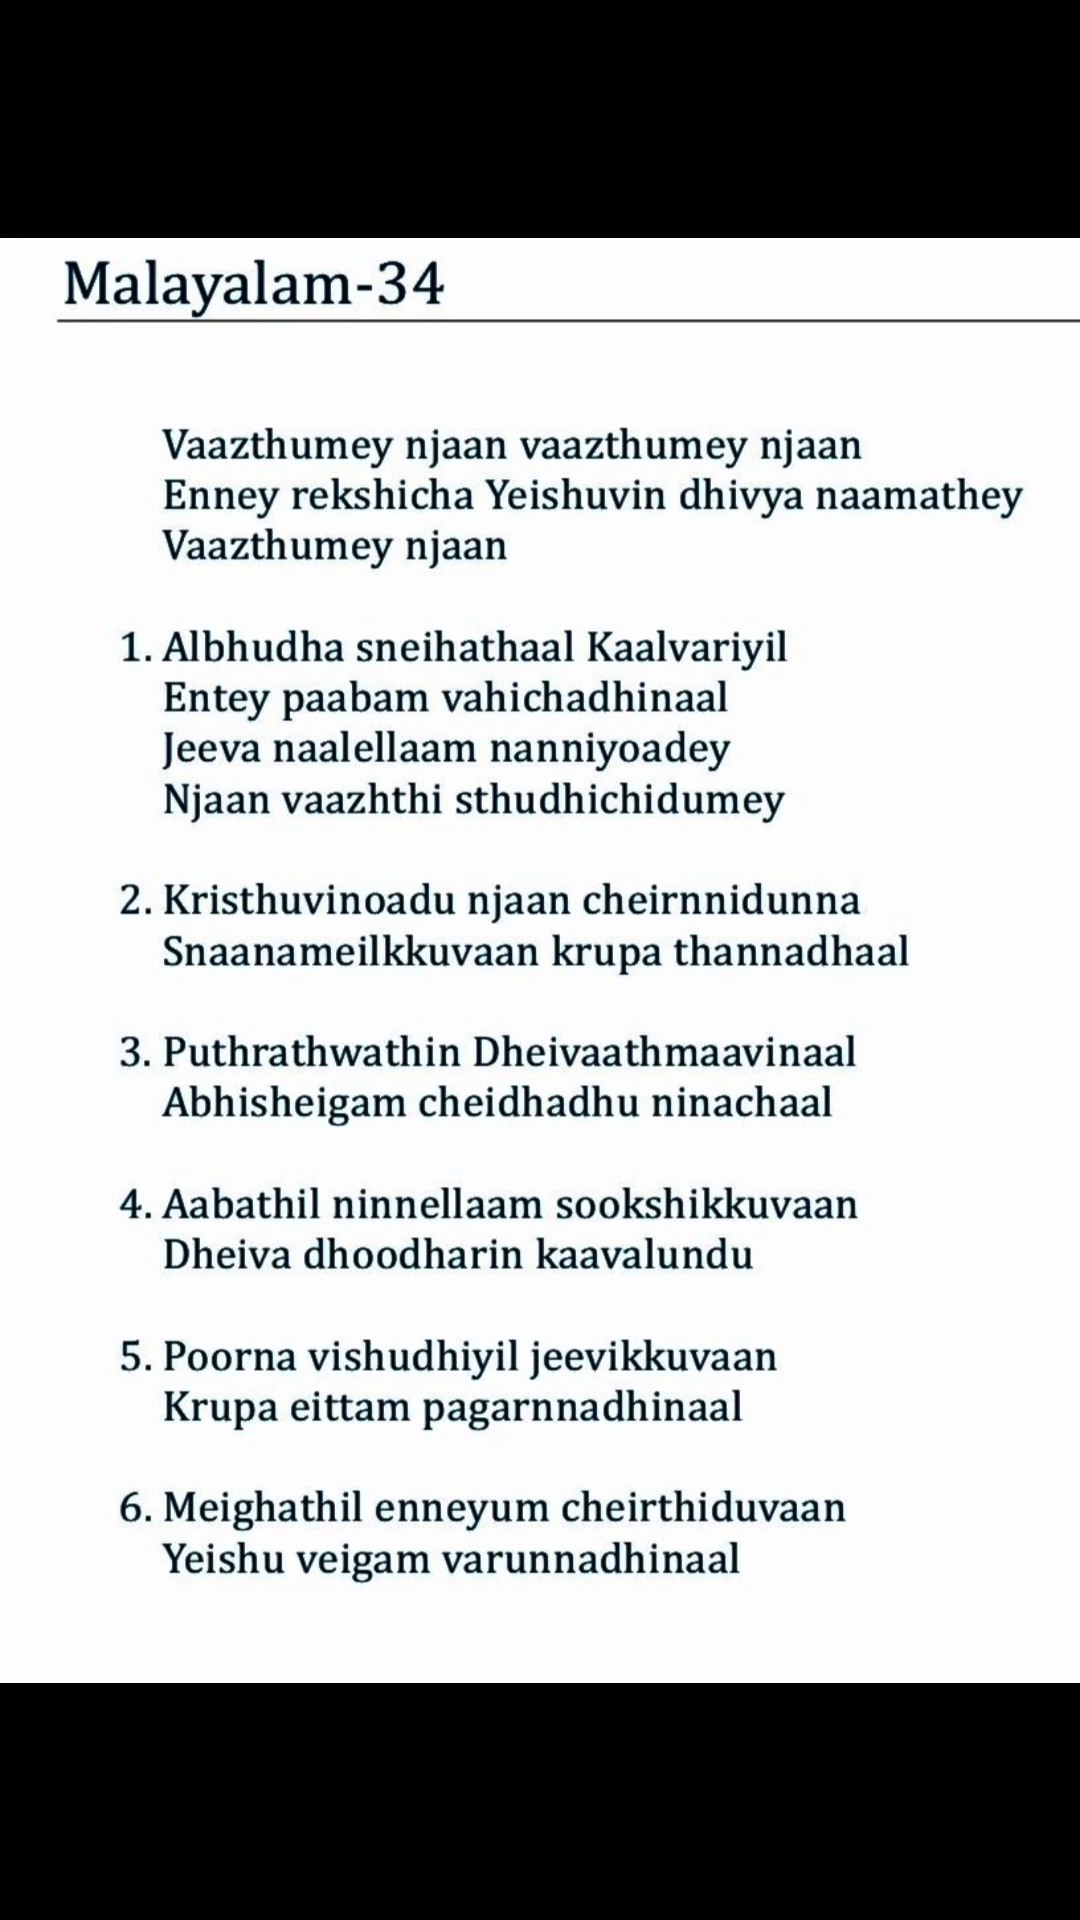 Malayalam-34
Vaazthumey njaan vaazthumey njaan
Enney rekshicha Yeishuvin dhivya naamathey
Vaazthumey njaan
1. Albhudha sneihathaal Kaalvariyil
Entey paabam vahichadhinaal
Jeeva naalellaam nanniyoadey
Njaan vaazhthi sthudhichidumey
2. Kristhuvinoadu njaan cheirnnidunna
Snaanameilkkuvaan krupa thannadhaal
3. Puthrathwathin Dheivaathmaavinaal
Abhisheigam cheidhadhu ninachaal
4. Aabathil ninnellaam sookshikkuvaan
Dheiva dhoodharin kaavalundu
5. Poorna vishudhiyil jeevikkuvaan
Krupa eittam pagarnnadhinaal
6. Meighathil enneyum cheirthiduvaan
Yeishu veigam varunnadhinaal